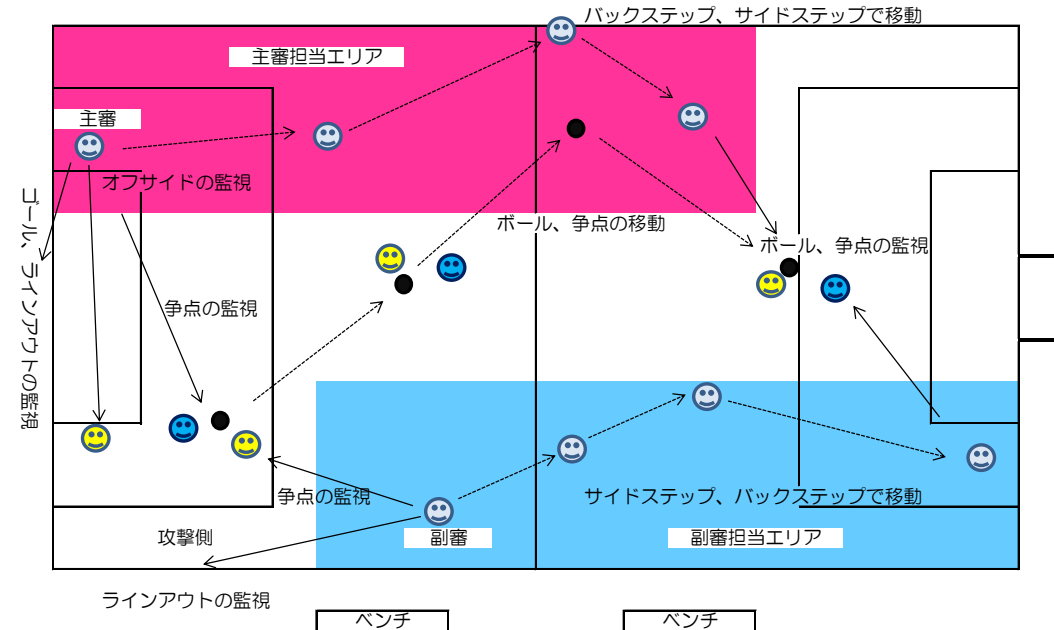 バックステップ、サイドステップで移動
主審担当エリア
主審
オフサイドの監視
ゴール、ラインアウトの監視
ボール、争点の移動
ボール、争点の監視
争点の監視
争点の監視
サイドステップ、バックステップで移動
攻撃側
副審
副審担当エリア
ラインアウトの監視
ベンチ
ベンチ